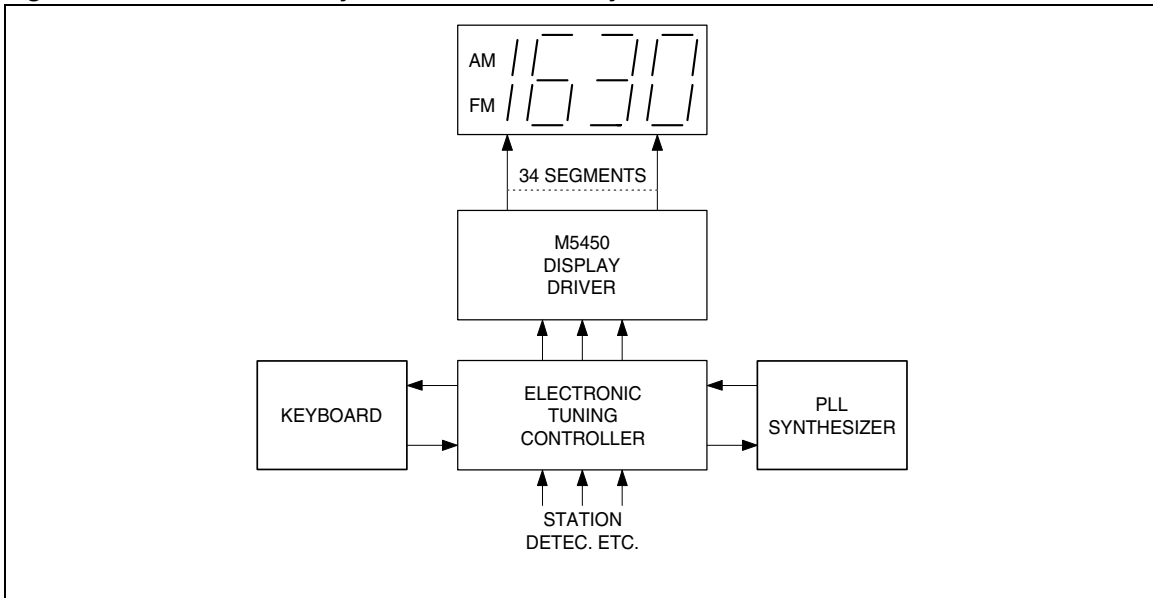 AM 1630
FM
34 SEGMENTS
M5450
DISPLAY
DRIVER
KEYBOARD
ELECTRONIC
TUNING
CONTROLLER
PLL
SYNTHESIZER
STATION
DETEC. ETC.